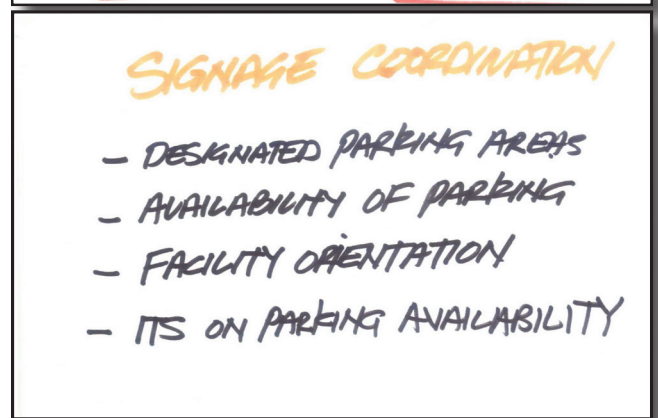 SIGNAGE COORDINATION
- DESIGNATED PARKING AREAS
- AVAILABILITY OF PARKING
- FACILITY ORIENTATION
- ITS ON PARKING AVAILABILITY